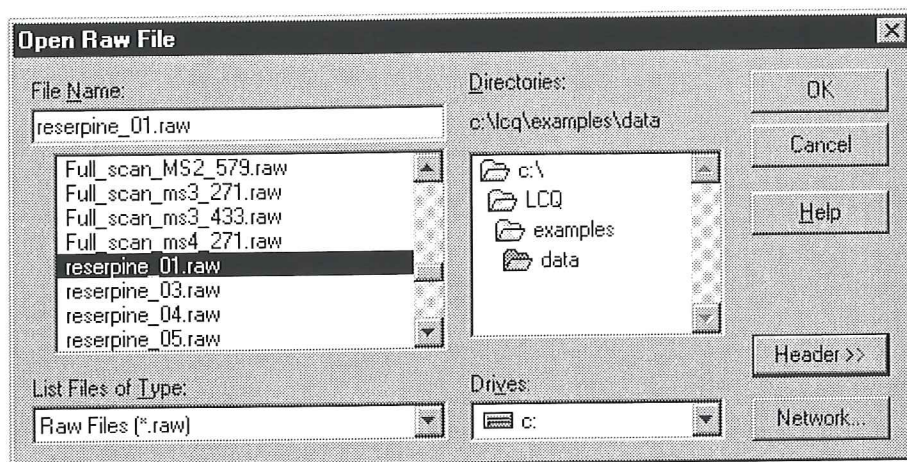 Open Raw File
File Name:
reserpine_01.raw
Full_scan_MS2_579.raw
Full_scan_ms3_271.raw
Full_scan_ms3_433.raw
Full_scan_ms4_271.raw
reserpine_01.raw
reserpine_03.raw
reserpine_04.raw
reserpine_05.raw
List Files of Type:
Raw Files (*.raw)
Directories:
c:\lcq\examples\data
c:\
LCQ
examples
data
Drives:
c:
OK
Cancel
Help
Header >>
Network...